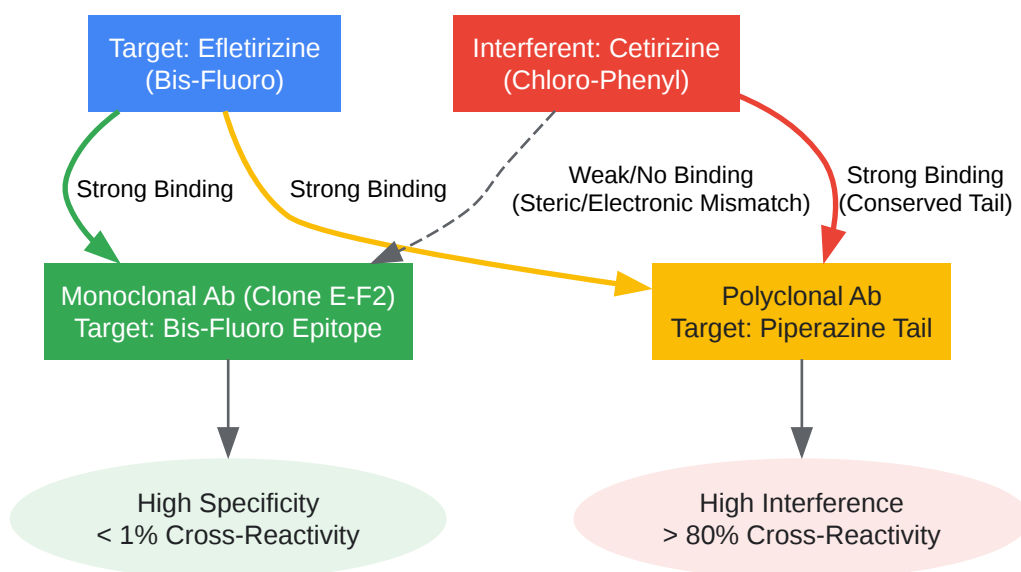 Target: Efletirizine
(Bis-Fluoro)
Interferent: Cetirizine
(Chloro-Phenyl)
Strong Binding
Strong Binding
Weak/No Binding
(Steric/Electronic Mismatch)
Strong Binding
(Conserved Tail)
Monoclonal Ab (Clone E-F2)
Target: Bis-Fluoro Epitope
Polyclonal Ab
Target: Piperazine Tail
High Specificity
< 1% Cross-Reactivity
High Interference
> 80% Cross-Reactivity